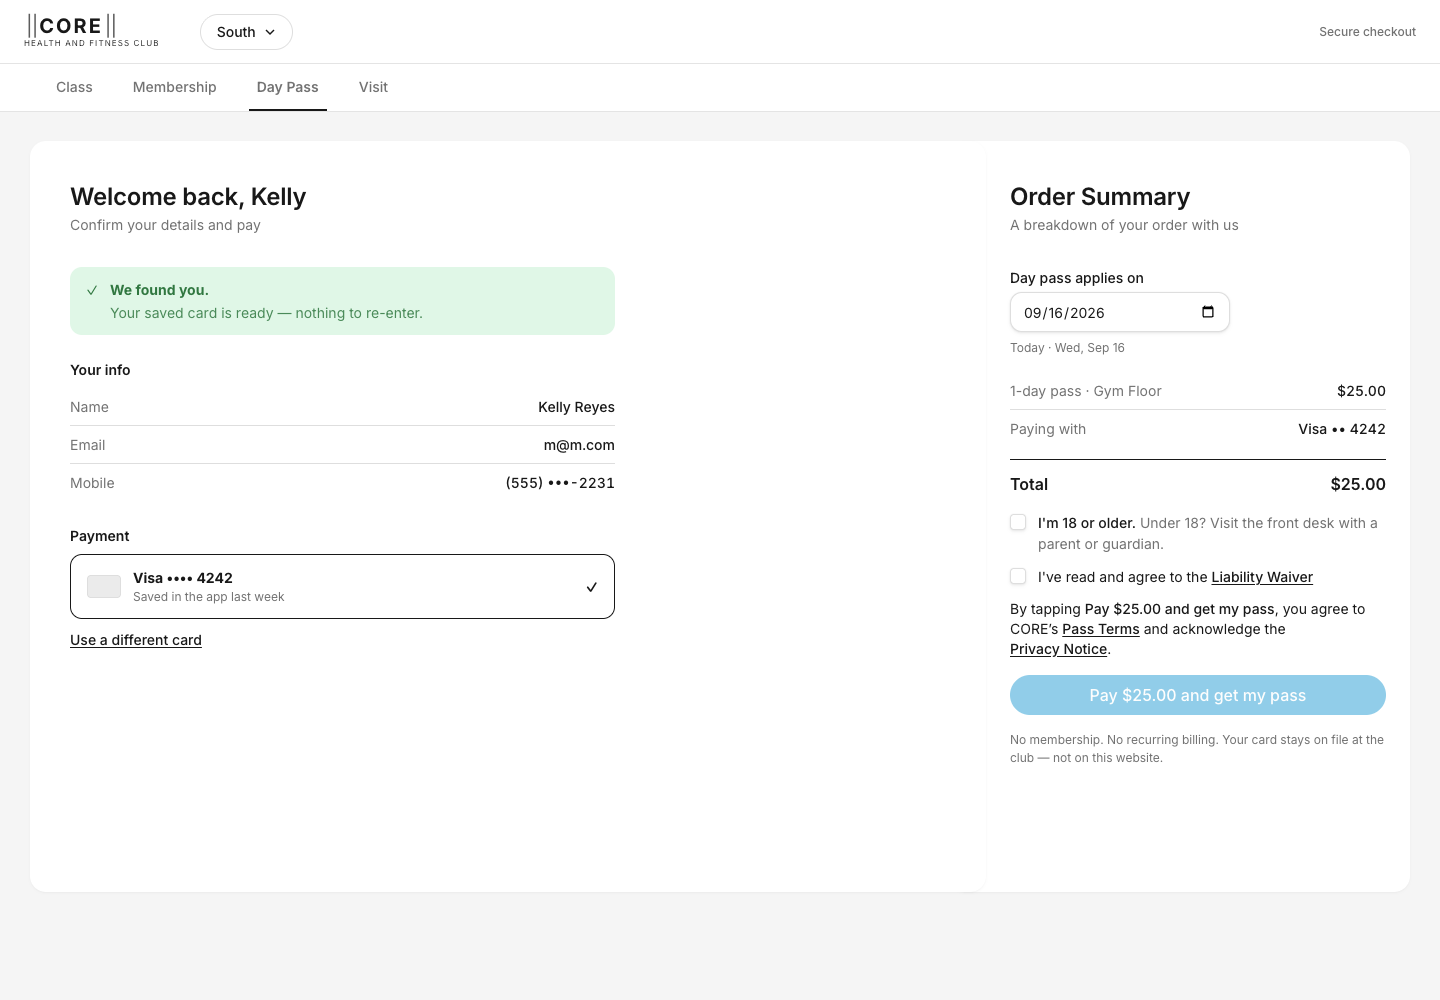 CORE
HEALTH AND FITNESS CLUB
South
Secure checkout
Class
Membership
Day Pass
Visit
Welcome back, Kelly
Confirm your details and pay
We found you.
Your saved card is ready — nothing to re-enter.
Your info
Name
Kelly Reyes
Email
m@m.com
Mobile
(555) •••-2231
Payment
Visa •••• 4242
Saved in the app last week
Use a different card
Order Summary
A breakdown of your order with us
Day pass applies on
09/16/2026
Today · Wed, Sep 16
1-day pass · Gym Floor
$25.00
Paying with
Visa •• 4242
Total
$25.00
I'm 18 or older. Under 18? Visit the front desk with a
parent or guardian.
I've read and agree to the Liability Waiver
By tapping Pay $25.00 and get my pass, you agree to
CORE’s Pass Terms and acknowledge the
Privacy Notice.
Pay $25.00 and get my pass
No membership. No recurring billing. Your card stays on file at the
club — not on this website.